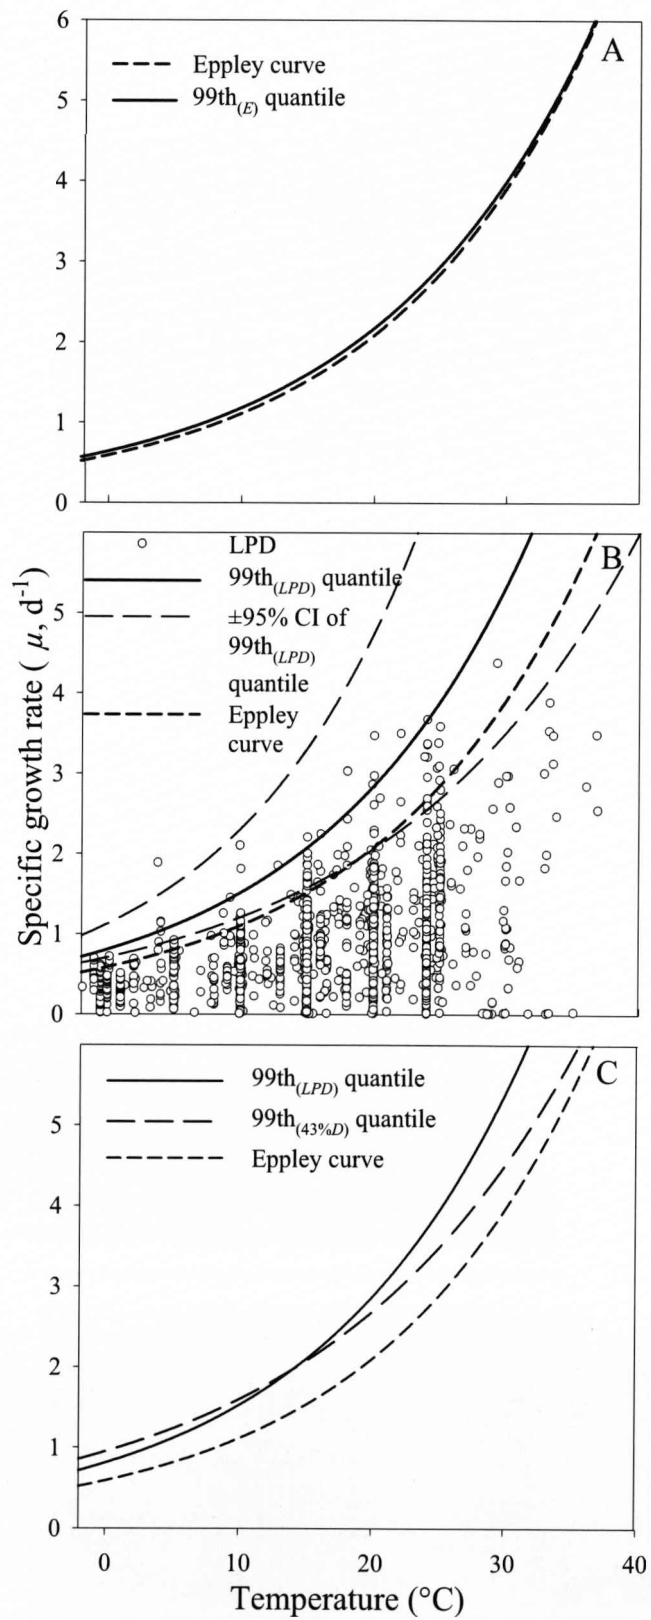 6
5
4
3
2
1
0
A
Eppley curve
99th(E) quantile
Specific growth rate ( μ, d-1)
5
4
3
2
1
0
B
LPD
99th(LPD) quantile
±95% CI of
99th(LPD)
quantile
Eppley
curve
5
4
3
2
1
0
C
99th(LPD) quantile
99th(43%D) quantile
Eppley curve
0 10 20 30 40
Temperature (°C)